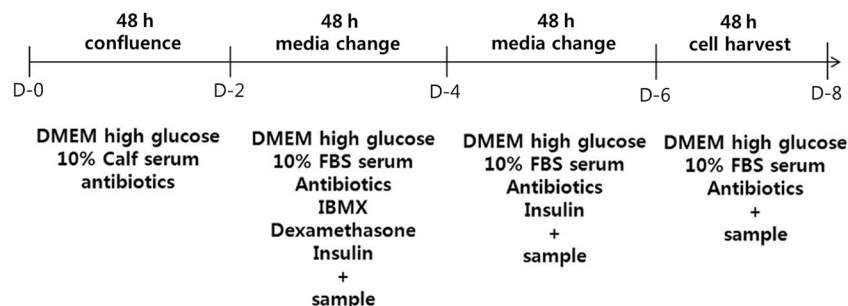 48 h
confluence
48 h
media change
48 h
media change
48 h
cell harvest
D-0
D-2
D-4
D-6
D-8
DMEM high glucose
10% Calf serum
antibiotics
DMEM high glucose
10% FBS serum
Antibiotics
IBMX
Dexamethasone
Insulin
+
sample
DMEM high glucose
10% FBS serum
Antibiotics
Insulin
+
sample
DMEM high glucose
10% FBS serum
Antibiotics
+
sample